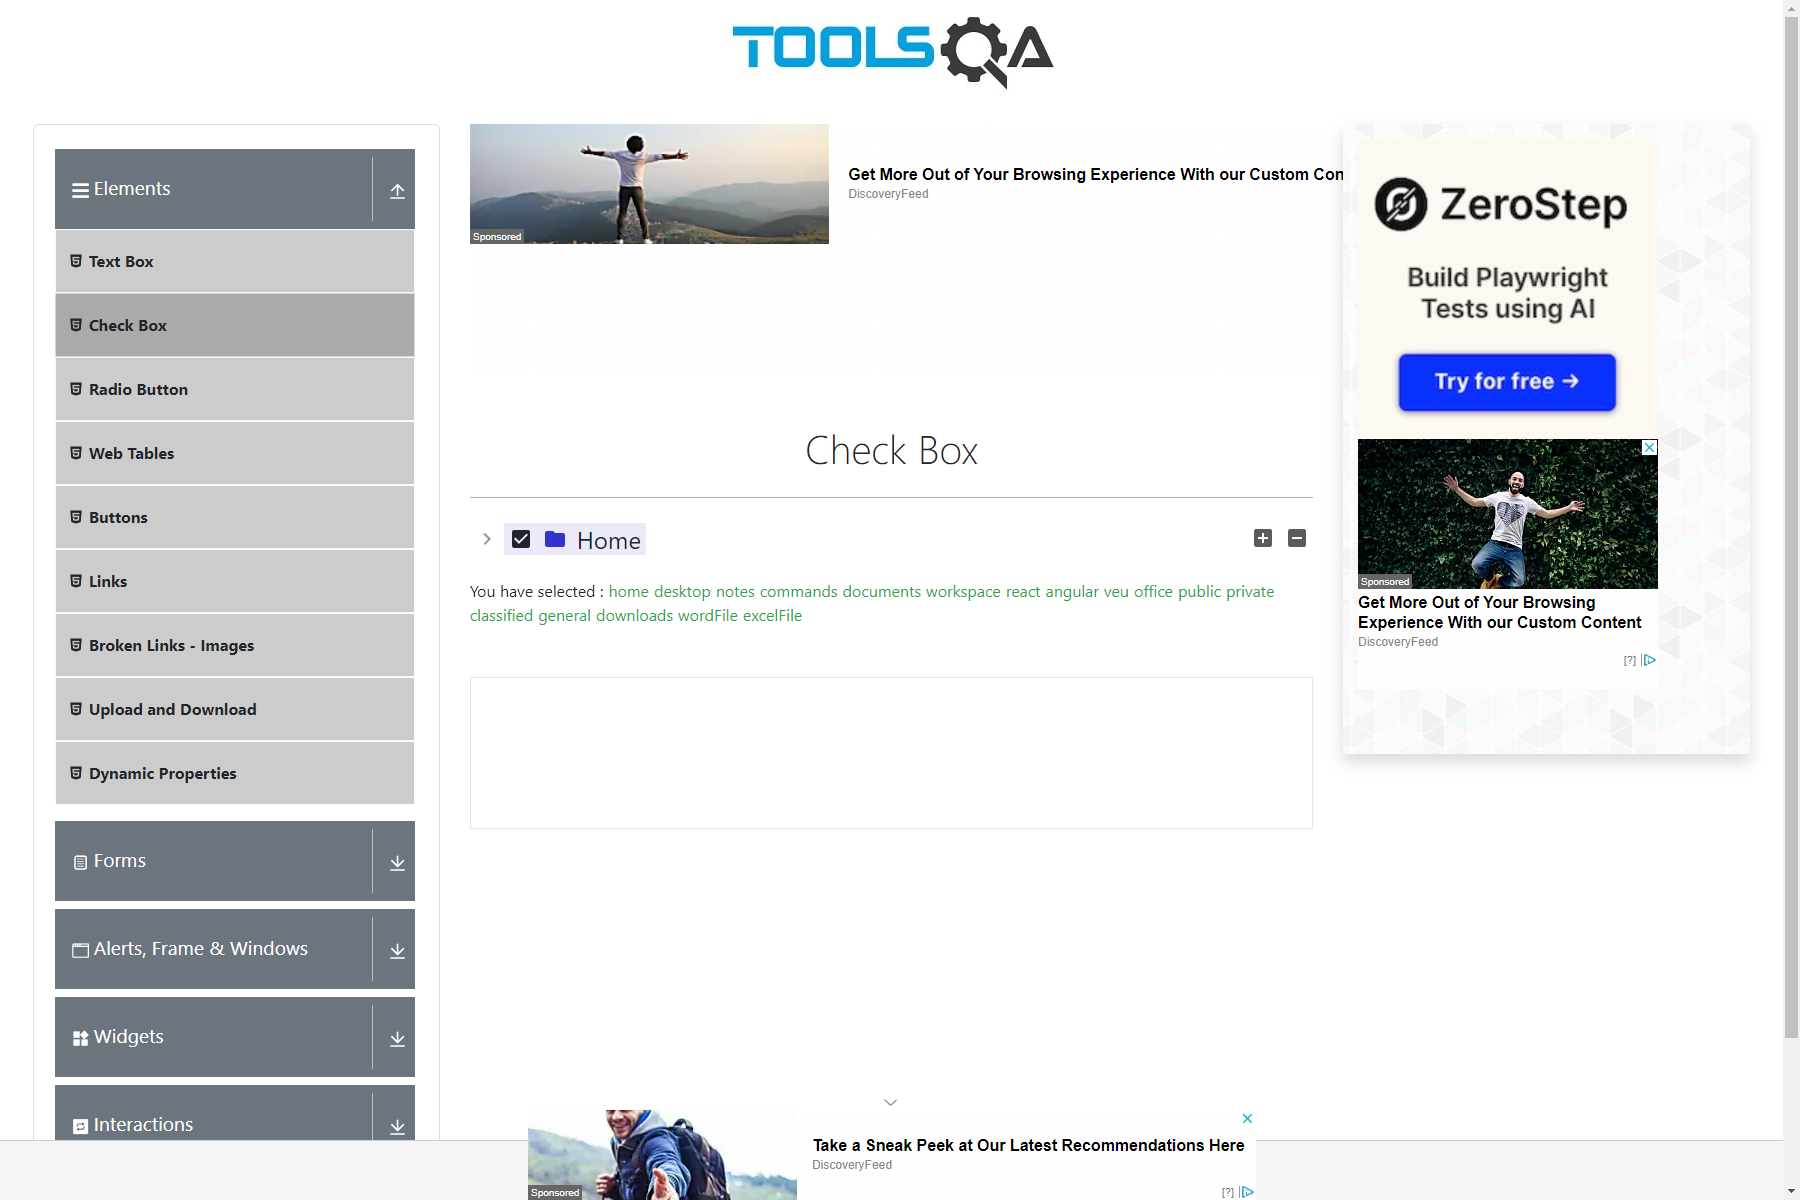 TOOLSQA
Elements
Text Box
Check Box
Radio Button
Web Tables
Buttons
Links
Broken Links - Images
Upload and Download
Dynamic Properties
Forms
Alerts, Frame & Windows
Widgets
Interactions
Sponsored
Get More Out of Your Browsing Experience With our Custom Con
DiscoveryFeed
Check Box
Home
You have selected : home desktop notes commands documents workspace react angular veu office public private
classified general downloads wordFile excelFile
ZeroStep
Build Playwright
Tests using AI
Try for free →
Sponsored
Get More Out of Your Browsing
Experience With our Custom Content
DiscoveryFeed
[?]
Sponsored
Take a Sneak Peek at Our Latest Recommendations Here
DiscoveryFeed
[?]